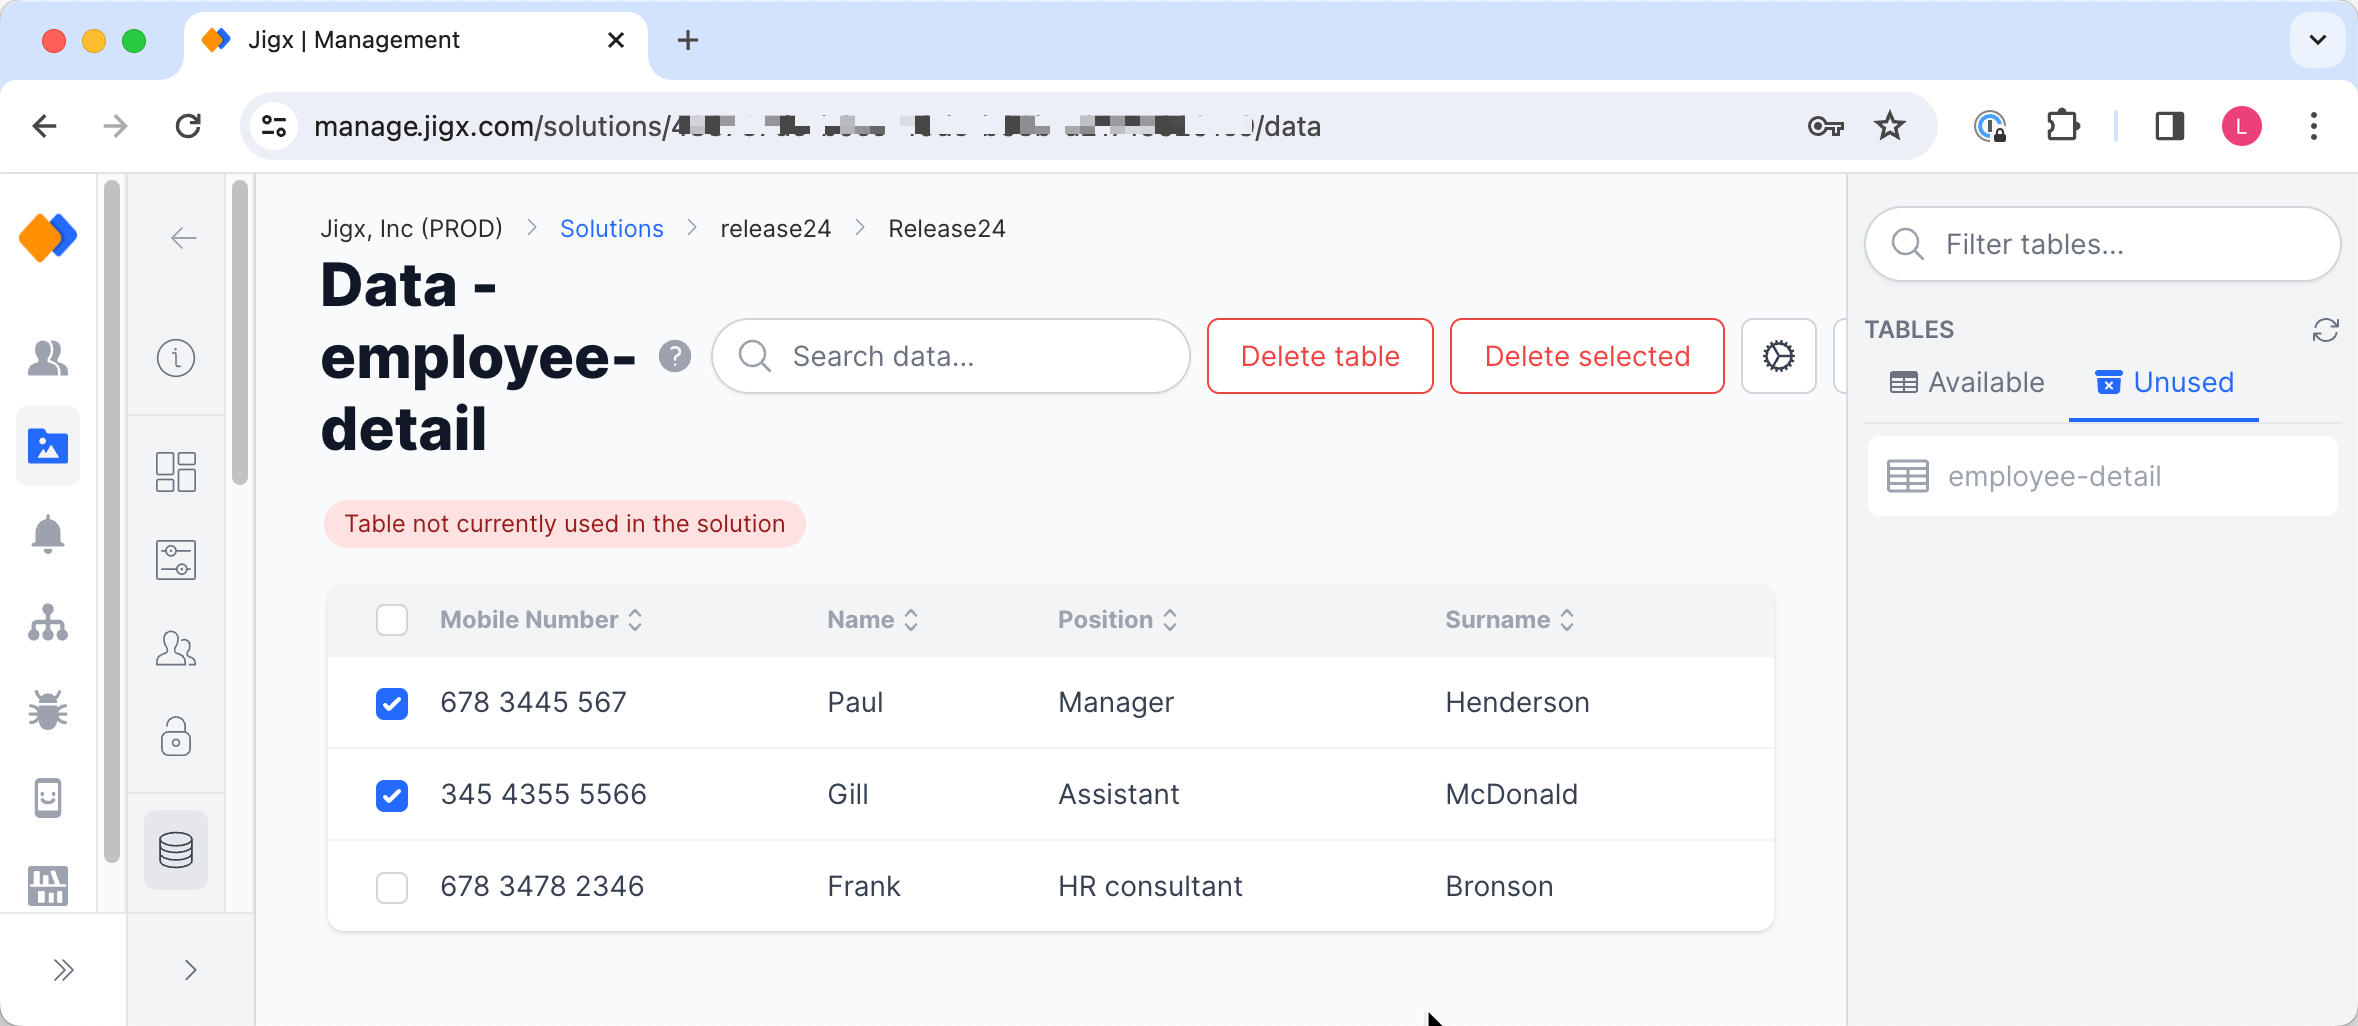 Jigx | Management
manage.jigx.com/solutions/ /data
L
Jigx, Inc (PROD) Solutions release24 Release24
Data -
employee-
detail
?
Search data...
Delete table
Delete selected
Table not currently used in the solution
Mobile Number Name Position Surname
678 3445 567 Paul Manager Henderson
345 4355 5566 Gill Assistant McDonald
678 3478 2346 Frank HR consultant Bronson
Filter tables...
TABLES
Available Unused
employee-detail